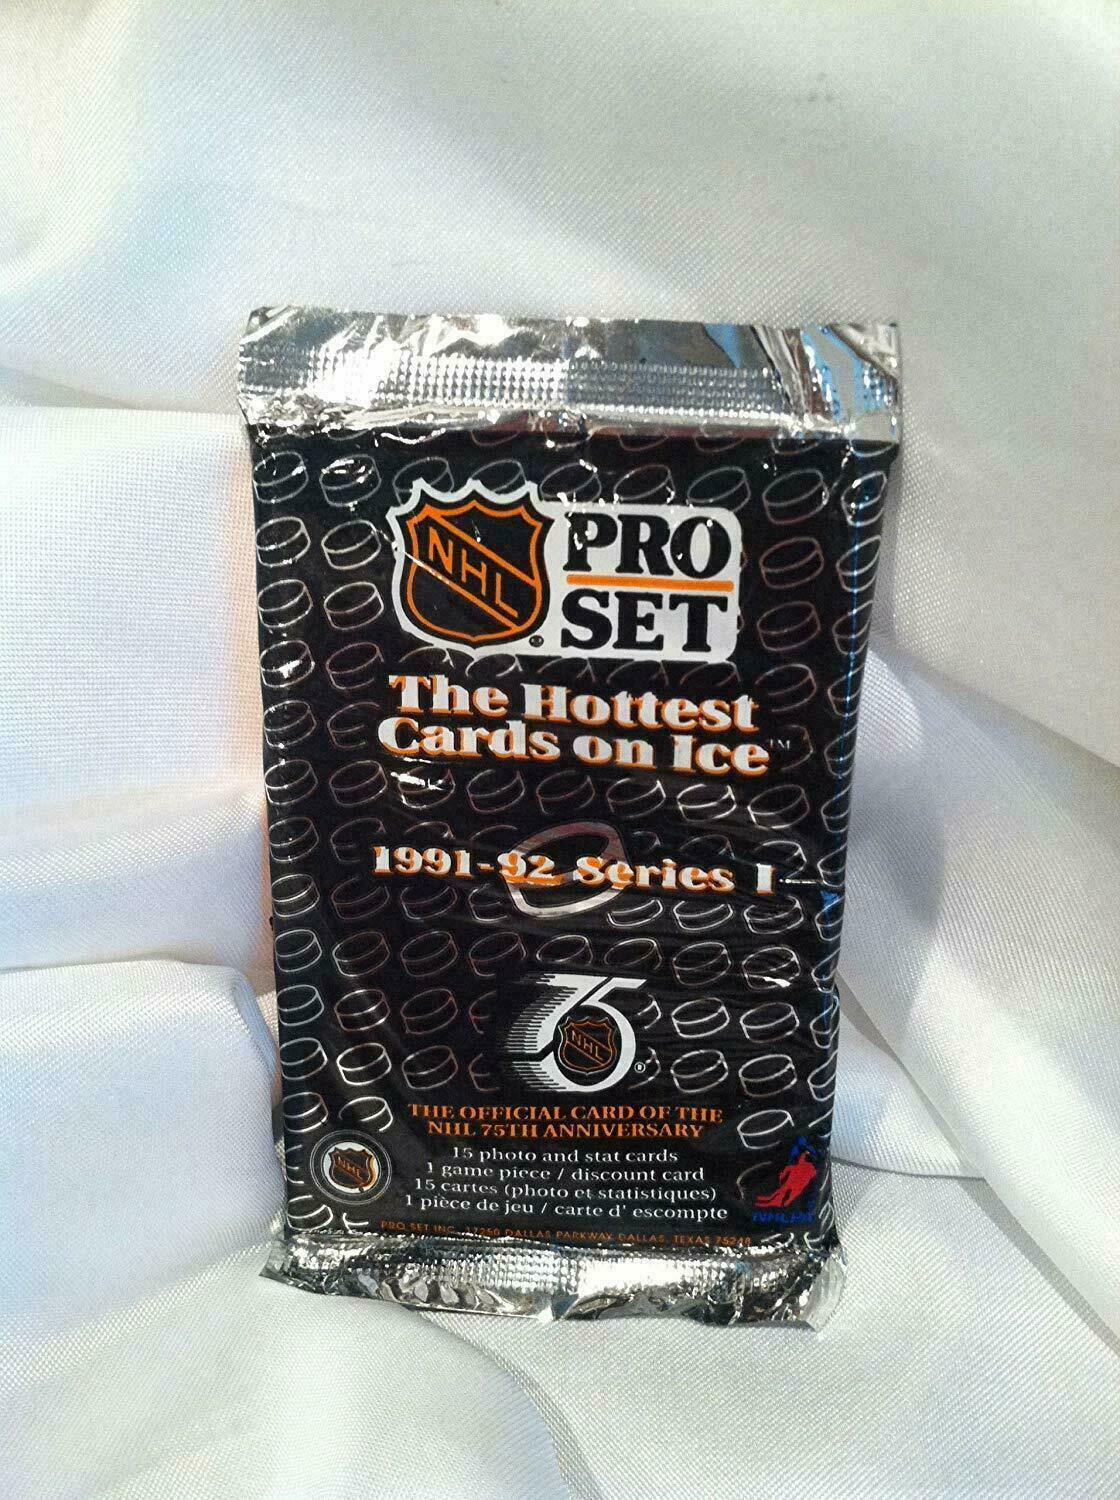 NHL
PRO
SET
The Hottest
Cards on Ice™
1991-92 Series I
75
NHL
®
THE OFFICIAL CARD OF THE
NHL 75TH ANNIVERSARY
15 photo and stat cards
1 game piece / discount card
15 cartes (photo et statistiques)
1 pièce de jeu / carte d' escompte
NHL
NHLPA
PRO SET INC. 17250 DALLAS PARKWAY DALLAS, TEXAS 75248